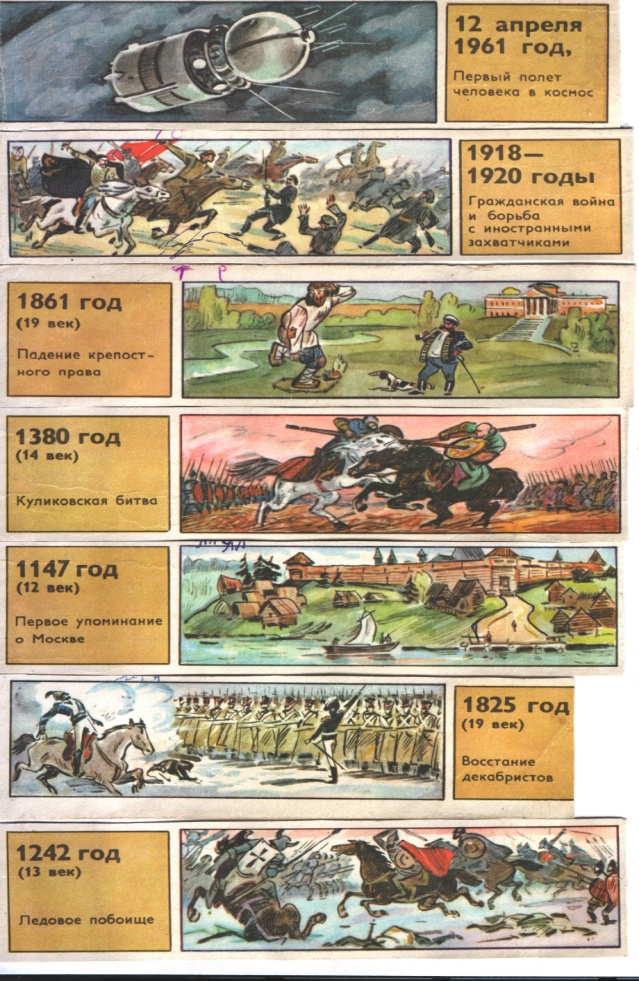 12 апреля
1961 год,
Первый полет
человека в космос
1918—
1920 годы
Гражданская война
и борьба
с иностранными
захватчиками
1861 год
(19 век)
Падение крепост-
ного права
1380 год
(14 век)
Куликовская битва
1147 год
(12 век)
Первое упоминание
о Москве
1825 год
(19 век)
Восстание
декабристов
1242 год
(13 век)
Ледовое побоище